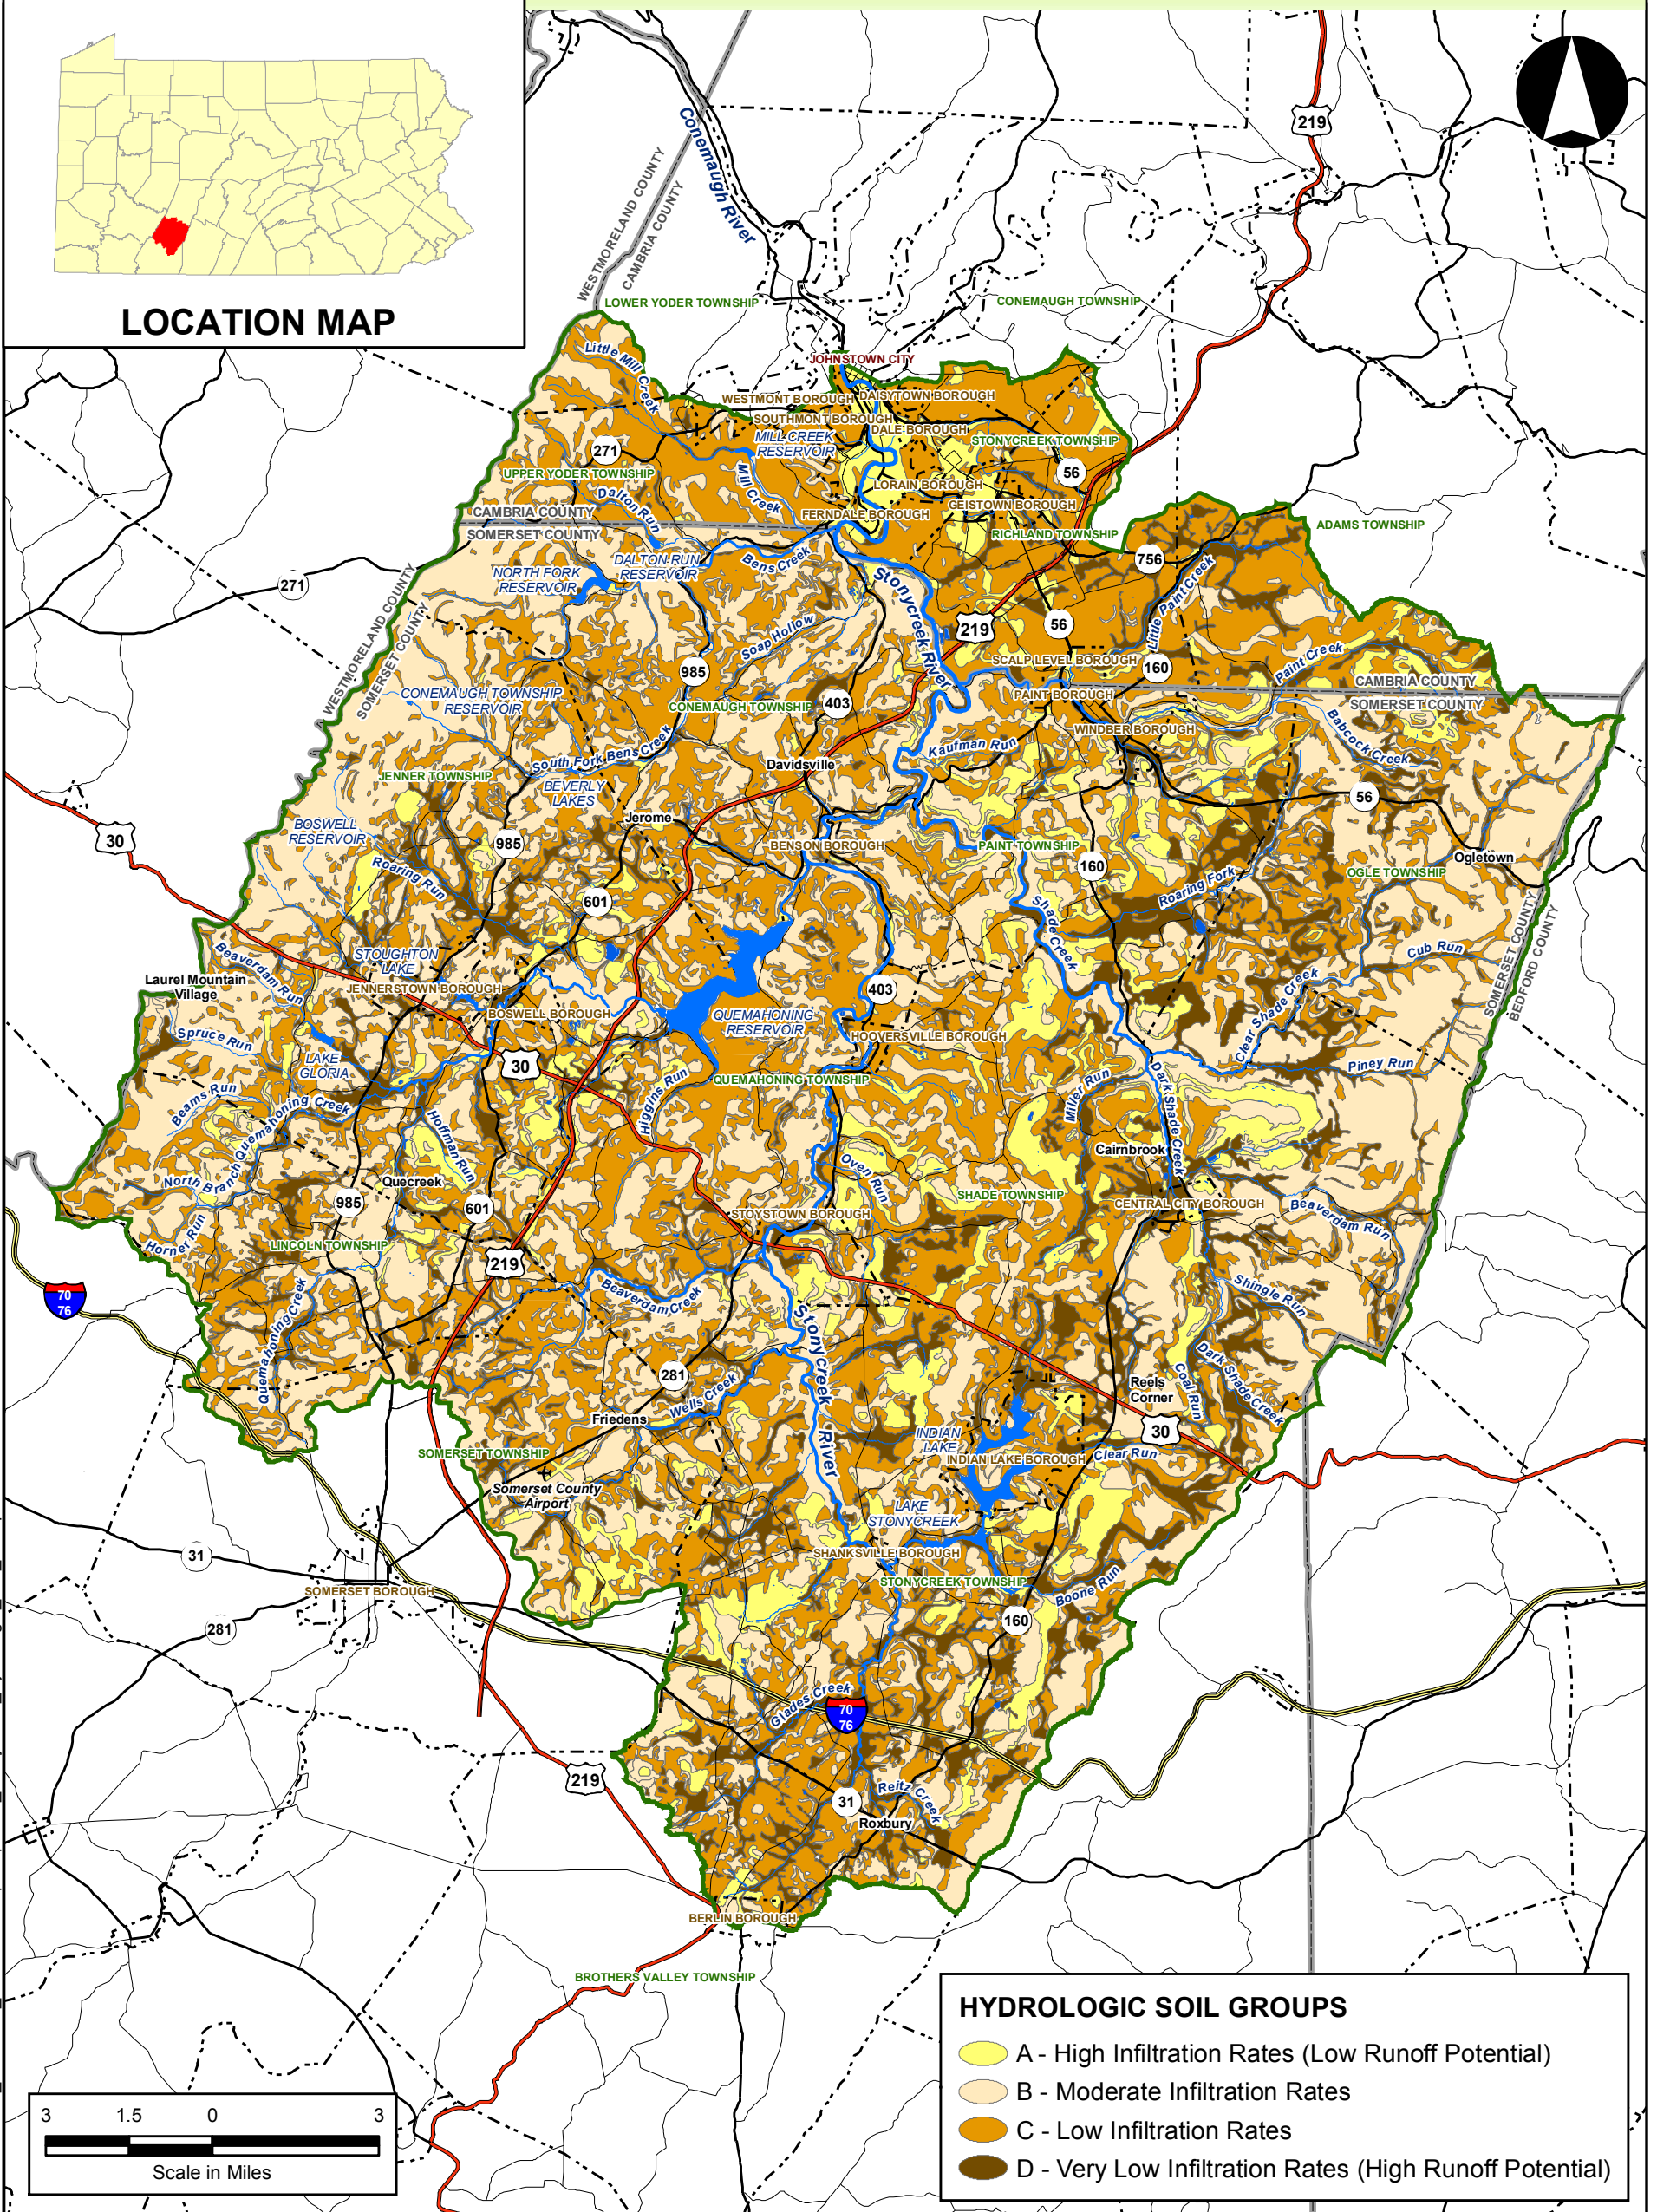 LOCATION MAP
219
Conemaugh River
WESTMORELAND COUNTY
CAMBRIA COUNTY
LOWER YODER TOWNSHIP
CONEMAUGH TOWNSHIP
Little Mill Creek
JOHNSTOWN CITY
WESTMONT BOROUGH
DAISYTOWN BOROUGH
SOUTHMONT BOROUGH
DALE BOROUGH
MILL CREEK
RESERVOIR
STONYCREEK TOWNSHIP
271
56
UPPER YODER TOWNSHIP
Mill Creek
LORAIN BOROUGH
Dalton Run
GEISTOWN BOROUGH
CAMBRIA COUNTY
FERNDALE BOROUGH
SOMERSET COUNTY
RICHLAND TOWNSHIP
ADAMS TOWNSHIP
DALTON RUN
RESERVOIR
Bens Creek
756
NORTH FORK
RESERVOIR
271
Stonycreek River
Little Paint Creek
WESTMORELAND COUNTY
SOMERSET COUNTY
219
56
Soap Hollow
SCALP LEVEL BOROUGH
160
Paint Creek
985
CAMBRIA COUNTY
SOMERSET COUNTY
CONEMAUGH TOWNSHIP
RESERVOIR
CONEMAUGH TOWNSHIP
403
PAINT BOROUGH
WINDBER BOROUGH
Babcock Creek
South Fork Bens Creek
Kaufman Run
Davidsville
JENNER TOWNSHIP
BEVERLY
LAKES
56
Jerome
30
BOSWELL
RESERVOIR
985
BENSON BOROUGH
PAINT TOWNSHIP
Ogletown
160
OGLE TOWNSHIP
Roaring Run
601
Roaring Fork
Shade Creek
SOMERSET COUNTY
BEDFORD COUNTY
Beaverdam Run
STOUGHTON
LAKE
Cub Run
Laurel Mountain
Village
JENNERSTOWN BOROUGH
403
Clear Shade Creek
BOSWELL BOROUGH
QUEMAHONING
RESERVOIR
Spruce Run
HOOVERSVILLE BOROUGH
LAKE
GLORIA
30
Piney Run
QUEMAHONING TOWNSHIP
Dark Shade Creek
Miller Run
Beams Run
Higgins Run
Hoffman Run
North Branch Quemahoning Creek
Cairnbrook
Oven Run
Quecreek
985
601
SHADE TOWNSHIP
CENTRAL CITY BOROUGH
STOYSTOWN BOROUGH
Beaverdam Run
Horner Run
LINCOLN TOWNSHIP
219
70
76
Beaverdam Creek
Shingle Run
Quemahoning Creek
Stonycreek River
281
Wells Creek
Coal Run
Dark Shade Creek
Reels
Corner
Friedens
30
INDIAN
LAKE
SOMERSET TOWNSHIP
INDIAN LAKE BOROUGH
Clear Run
Somerset County
Airport
LAKE
STONYCREEK
31
SHANKSVILLE BOROUGH
STONYCREEK TOWNSHIP
SOMERSET BOROUGH
Boone Run
281
160
Glades Creek
70
76
219
Reitz Creek
31
Roxbury
BERLIN BOROUGH
BROTHERS VALLEY TOWNSHIP
HYDROLOGIC SOIL GROUPS
A - High Infiltration Rates (Low Runoff Potential)
B - Moderate Infiltration Rates
C - Low Infiltration Rates
D - Very Low Infiltration Rates (High Runoff Potential)
3 1.5 0 3
Scale in Miles